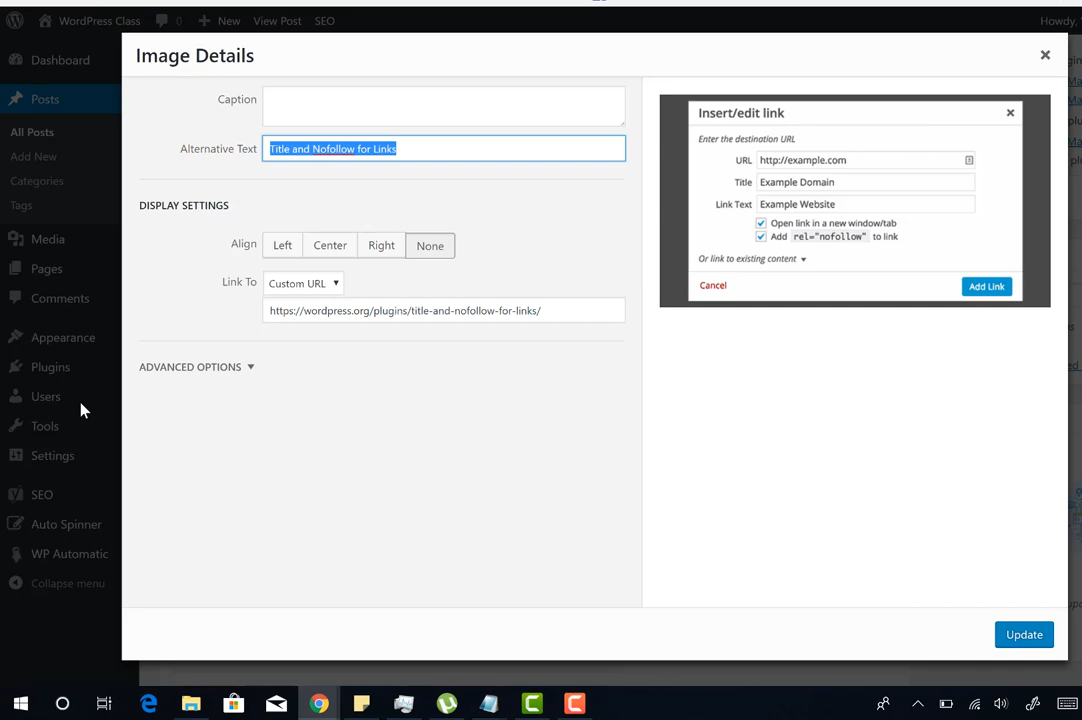 WordPress Class 0 New View Post SEO Howdy,
Dashboard
Posts
All Posts
Add New
Categories
Tags
Media
Pages
Comments
Appearance
Plugins
Users
Tools
Settings
SEO
Auto Spinner
WP Automatic
Collapse menu
Image Details
Caption
Alternative Text Title and Nofollow for Links
DISPLAY SETTINGS
Align Left Center Right None
Link To Custom URL
https://wordpress.org/plugins/title-and-nofollow-for-links/
ADVANCED OPTIONS
Insert/edit link
Enter the destination URL
URL http://example.com
Title Example Domain
Link Text Example Website
Open link in a new window/tab
Add rel="nofollow" to link
Or link to existing content
Cancel Add Link
Update